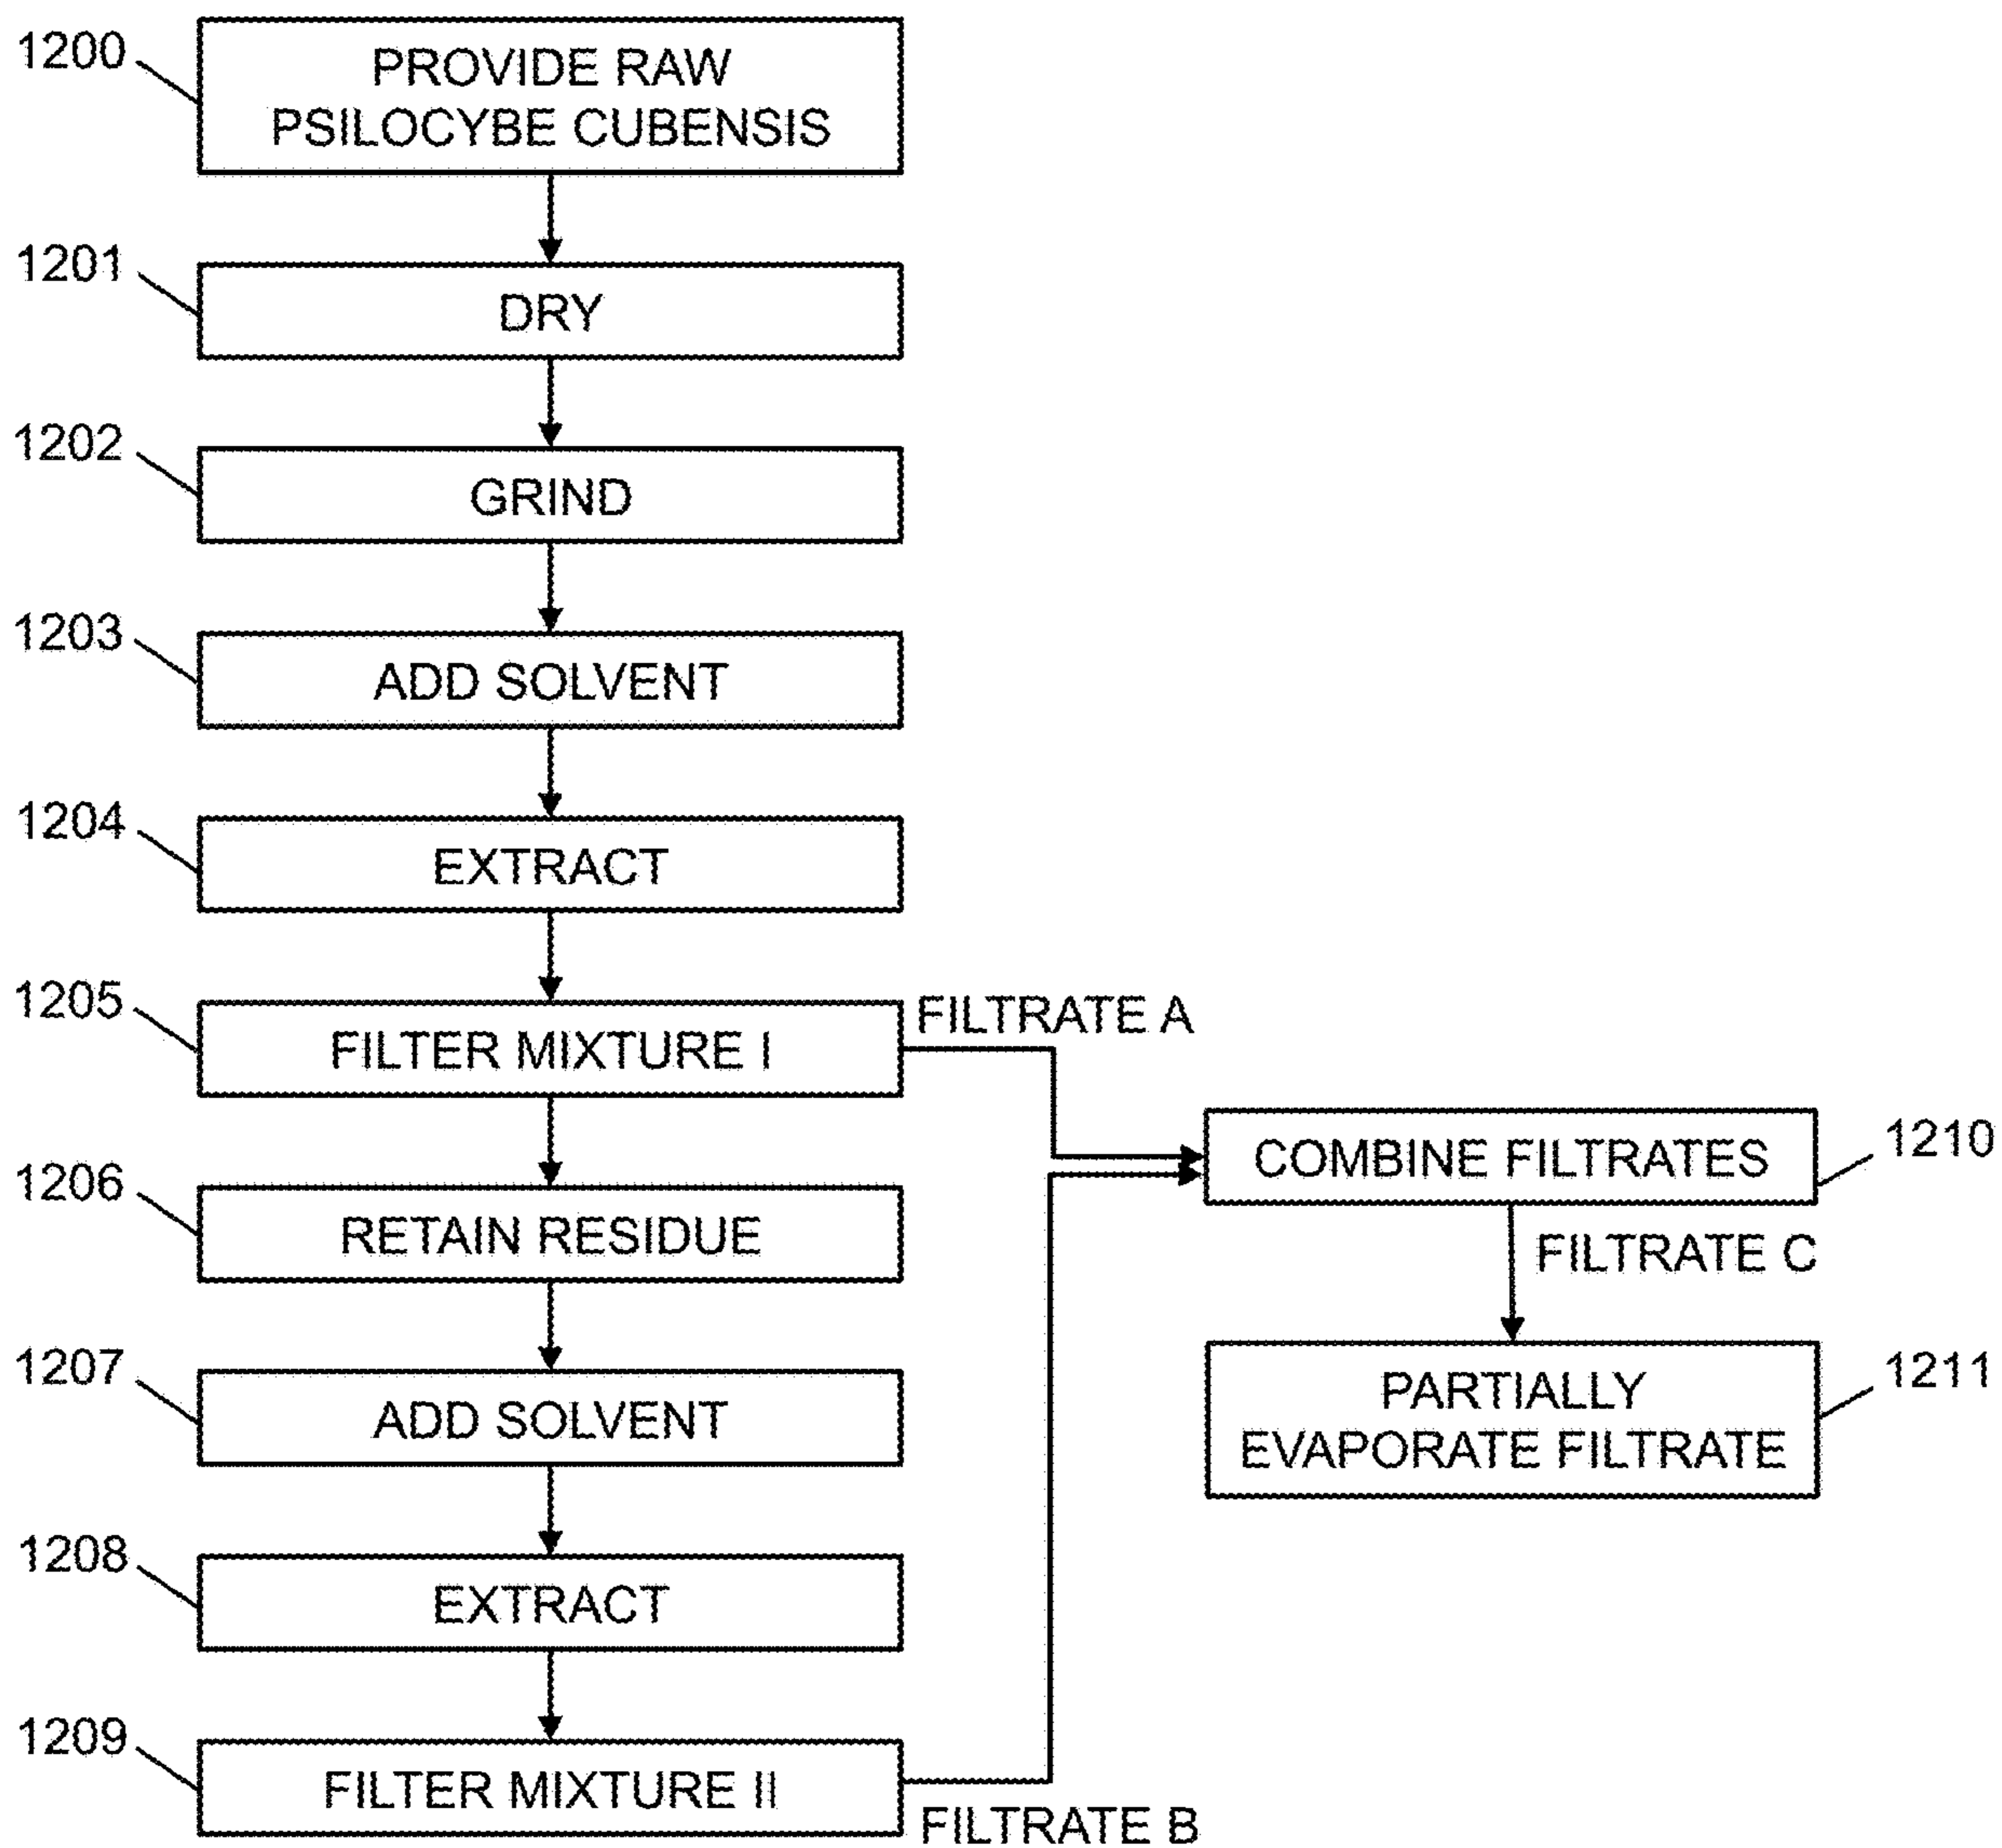 1200
PROVIDE RAW
PSILOCYBE CUBENSIS
1201
DRY
1202
GRIND
1203
ADD SOLVENT
1204
EXTRACT
1205
FILTER MIXTURE I
FILTRATE A
1206
RETAIN RESIDUE
1207
ADD SOLVENT
1208
EXTRACT
1209
FILTER MIXTURE II
FILTRATE B
COMBINE FILTRATES
1210
FILTRATE C
PARTIALLY
EVAPORATE FILTRATE
1211